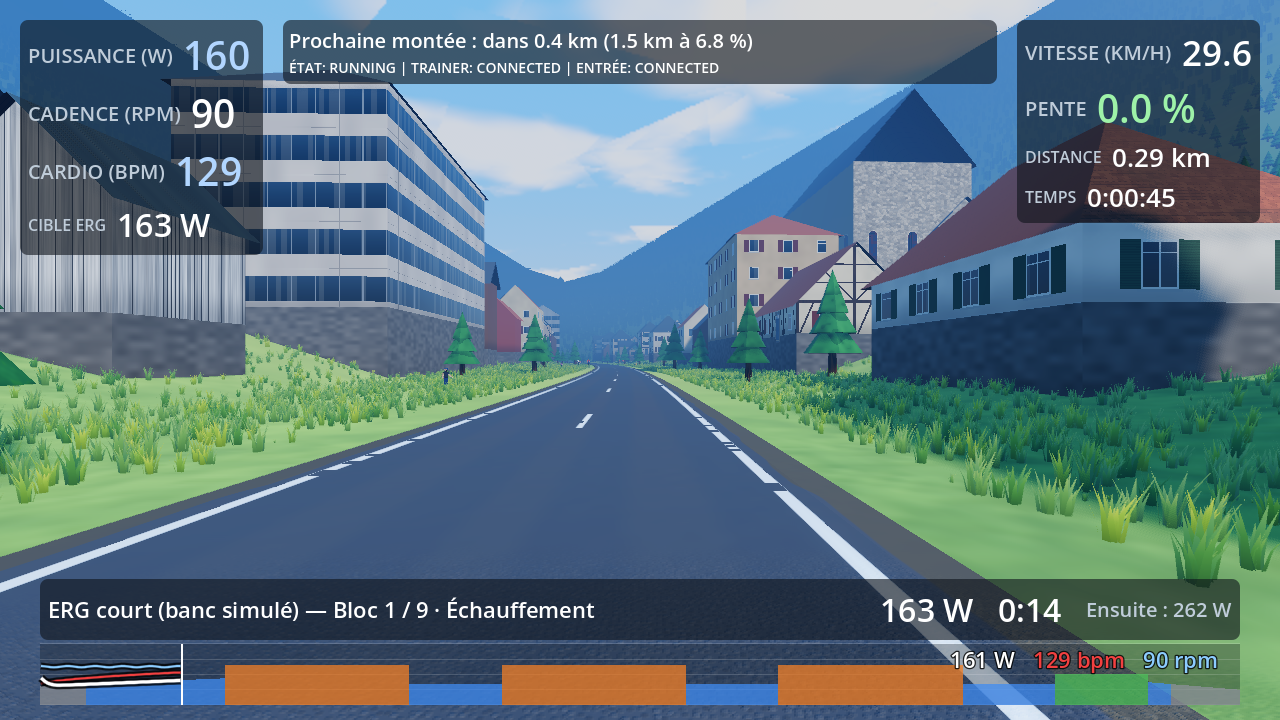 PUISSANCE (W) 160
CADENCE (RPM) 90
CARDIO (BPM) 129
CIBLE ERG 163 W
Prochaine montée : dans 0.4 km (1.5 km à 6.8 %)
ÉTAT: RUNNING | TRAINER: CONNECTED | ENTRÉE: CONNECTED
VITESSE (KM/H) 29.6
PENTE 0.0 %
DISTANCE 0.29 km
TEMPS 0:00:45
ERG court (banc simulé) — Bloc 1 / 9 · Échauffement 163 W 0:14 Ensuite : 262 W
161 W 129 bpm 90 rpm